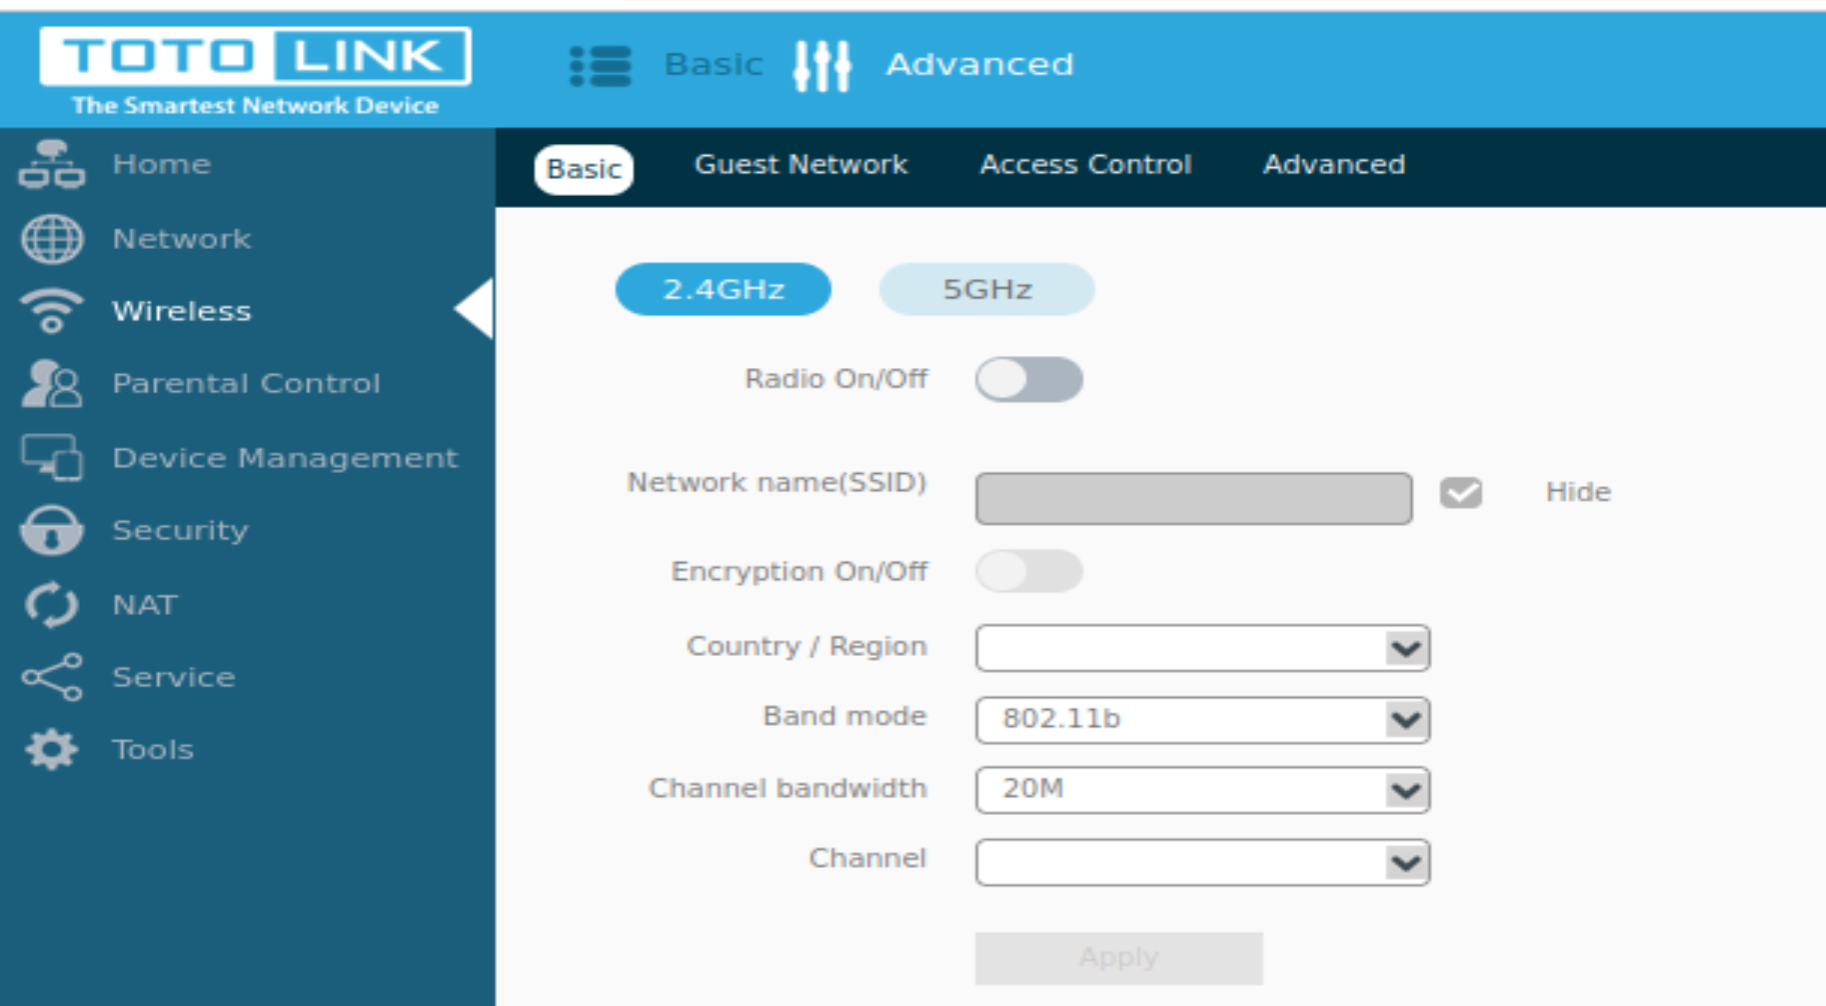 TOTO LINK
The Smartest Network Device
Basic
Advanced
Home
Network
Wireless
Parental Control
Device Management
Security
NAT
Service
Tools
Basic
Guest Network
Access Control
Advanced
2.4GHz
5GHz
Radio On/Off
Network name(SSID)
Hide
Encryption On/Off
Country / Region
Band mode
802.11b
Channel bandwidth
20M
Channel
Apply